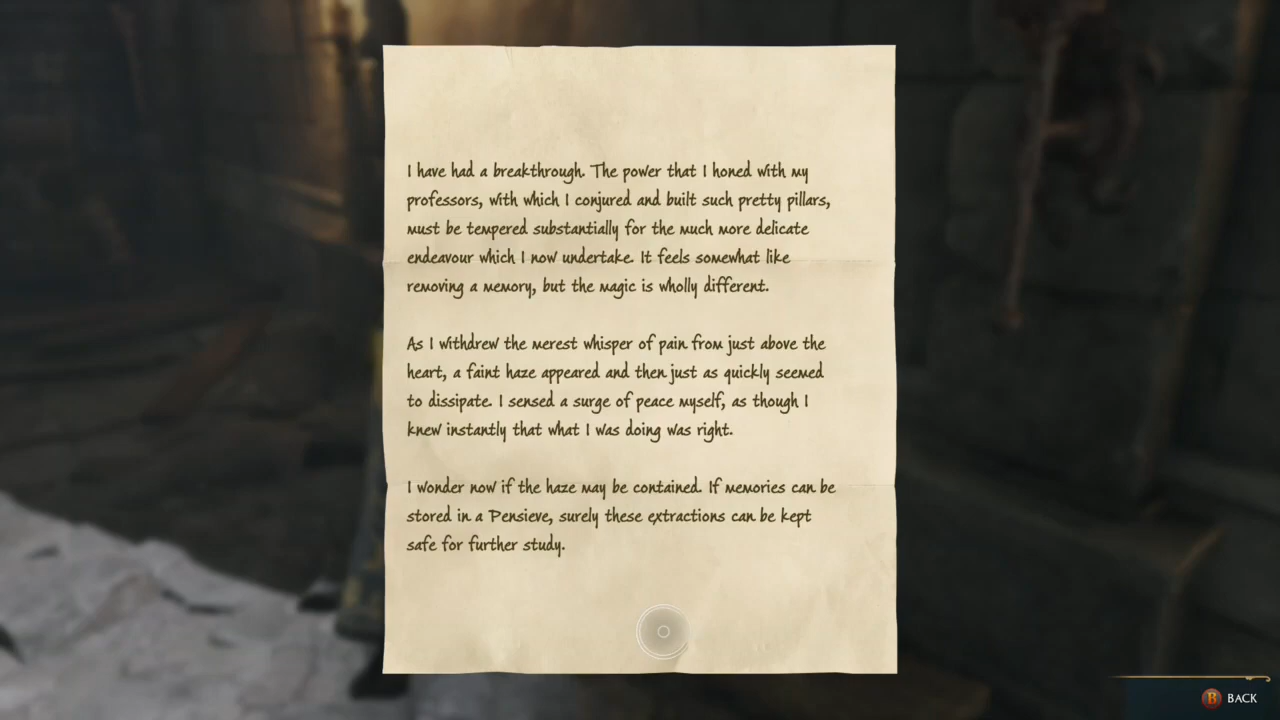 I have had a breakthrough. The power that I honed with my
professors, with which I conjured and built such pretty pillars,
must be tempered substantially for the much more delicate
endeavour which I now undertake. It feels somewhat like
removing a memory, but the magic is wholly different.
As I withdrew the merest whisper of pain from just above the
heart, a faint haze appeared and then just as quickly seemed
to dissipate. I sensed a surge of peace myself, as though I
knew instantly that what I was doing was right.
I wonder now if the haze may be contained. If memories can be
stored in a Pensieve, surely these extractions can be kept
safe for further study.
B BACK